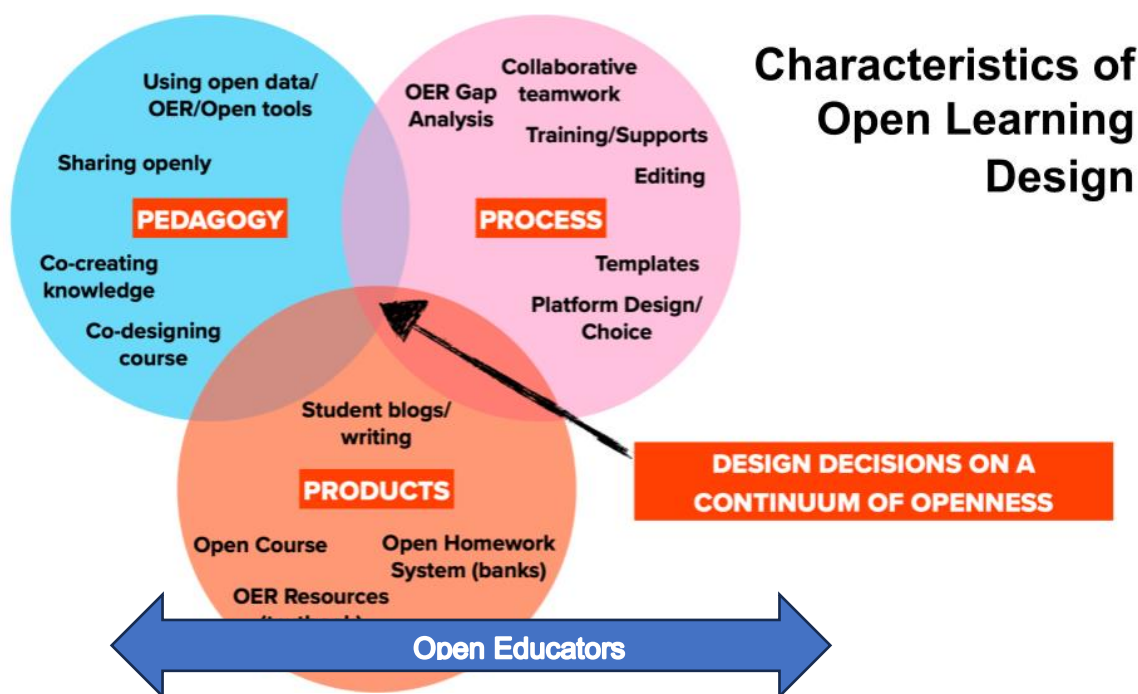 Characteristics of
Open Learning
Design
Using open data/
OER/Open tools
Sharing openly
PEDAGOGY
Co-creating
knowledge
Co-designing
course
Collaborative
teamwork
OER Gap
Analysis
Training/Supports
Editing
PROCESS
Templates
Platform Design/
Choice
Student blogs/
writing
PRODUCTS
Open Course
Open Homework
System (banks)
OER Resources
DESIGN DECISIONS ON A
CONTINUUM OF OPENNESS
Open Educators